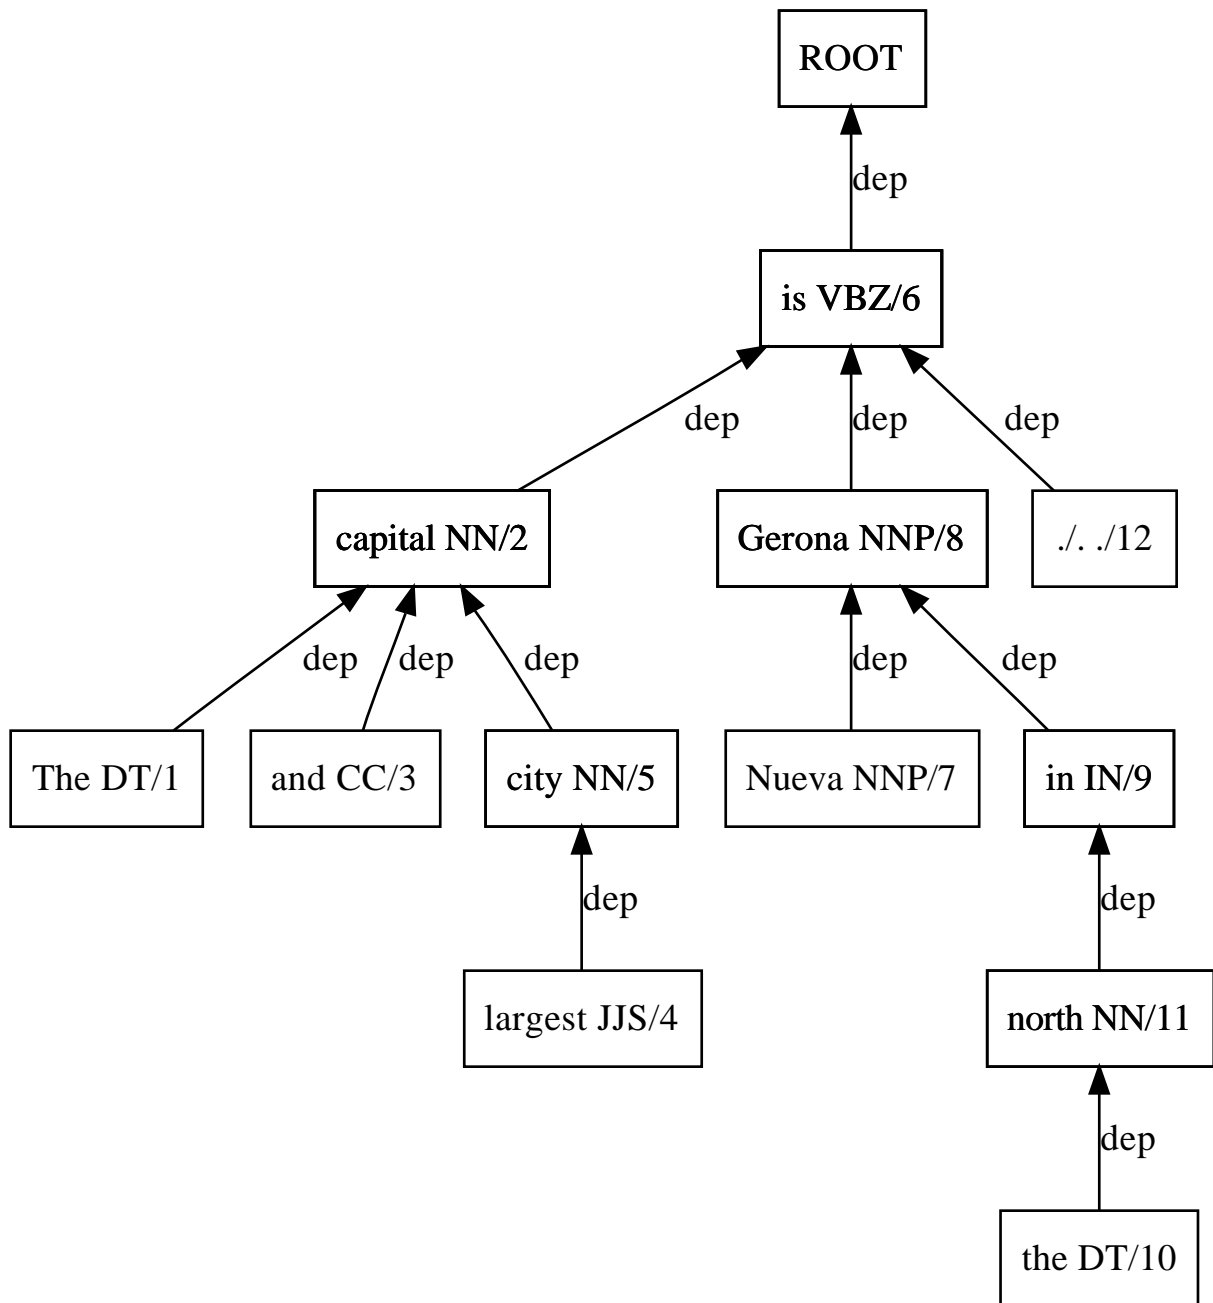 ROOT
dep
is VBZ/6
dep dep dep
capital NN/2 Gerona NNP/8 ./. ./12
dep dep dep dep dep
The DT/1 and CC/3 city NN/5 Nueva NNP/7 in IN/9
dep dep
largest JJS/4 north NN/11
dep
the DT/10